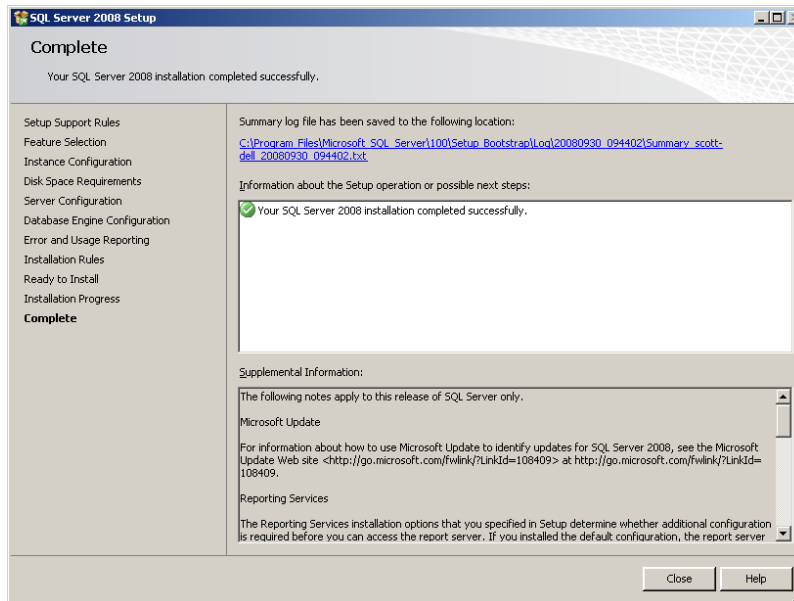 SQL Server 2008 Setup
Complete
Your SQL Server 2008 installation completed successfully.
Setup Support Rules
Feature Selection
Instance Configuration
Disk Space Requirements
Server Configuration
Database Engine Configuration
Error and Usage Reporting
Installation Rules
Ready to Install
Installation Progress
Complete
Summary log file has been saved to the following location:
C:\Program Files\Microsoft SQL Server\100\Setup Bootstrap\Log\20080930_094402\Summary_scott-
dell_20080930_094402.txt
Information about the Setup operation or possible next steps:
Your SQL Server 2008 installation completed successfully.
Supplemental Information:
The following notes apply to this release of SQL Server only.
Microsoft Update
For information about how to use Microsoft Update to identify updates for SQL Server 2008, see the Microsoft
Update Web site <http://go.microsoft.com/fwlink/?LinkId=108409> at http://go.microsoft.com/fwlink/?LinkId=
108409.
Reporting Services
The Reporting Services installation options that you specified in Setup determine whether additional configuration
is required before you can access the report server. If you installed the default configuration, the report server
Close Help